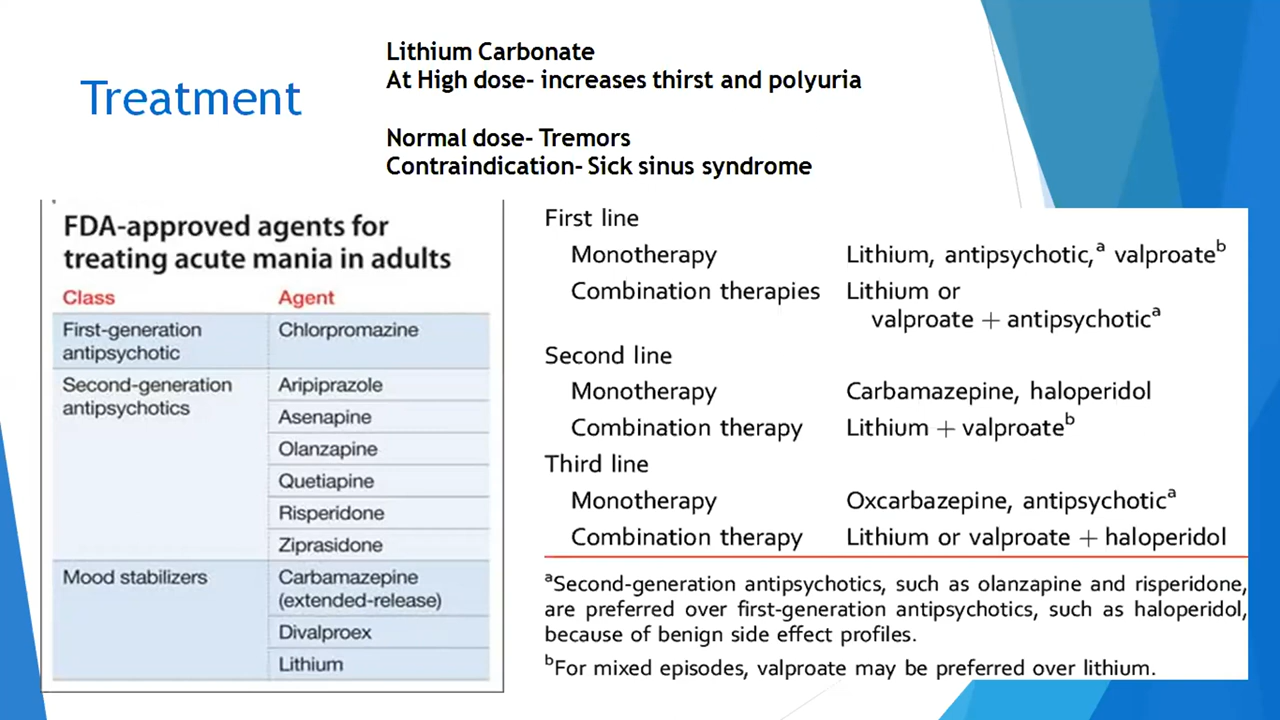 Treatment
Lithium Carbonate
At High dose- increases thirst and polyuria
Normal dose- Tremors
Contraindication- Sick sinus syndrome
FDA-approved agents for
treating acute mania in adults
Class Agent
First-generation Chlorpromazine
antipsychotic
Second-generation Aripiprazole
antipsychotics
Asenapine
Olanzapine
Quetiapine
Risperidone
Ziprasidone
Mood stabilizers Carbamazepine
(extended-release)
Divalproex
Lithium
First line
Monotherapy Lithium, antipsychotic,a valproateb
Combination therapies Lithium or
valproate + antipsychotica
Second line
Monotherapy Carbamazepine, haloperidol
Combination therapy Lithium + valproateb
Third line
Monotherapy Oxcarbazepine, antipsychotica
Combination therapy Lithium or valproate + haloperidol
aSecond-generation antipsychotics, such as olanzapine and risperidone,
are preferred over first-generation antipsychotics, such as haloperidol,
because of benign side effect profiles.
bFor mixed episodes, valproate may be preferred over lithium.